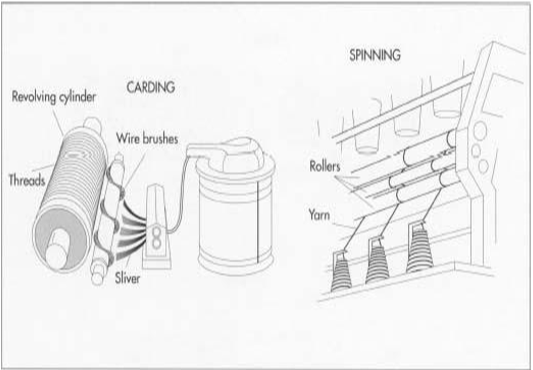 CARDING
Revolving cylinder
Wire brushes
Threads
Sliver
SPINNING
Rollers
Yarn